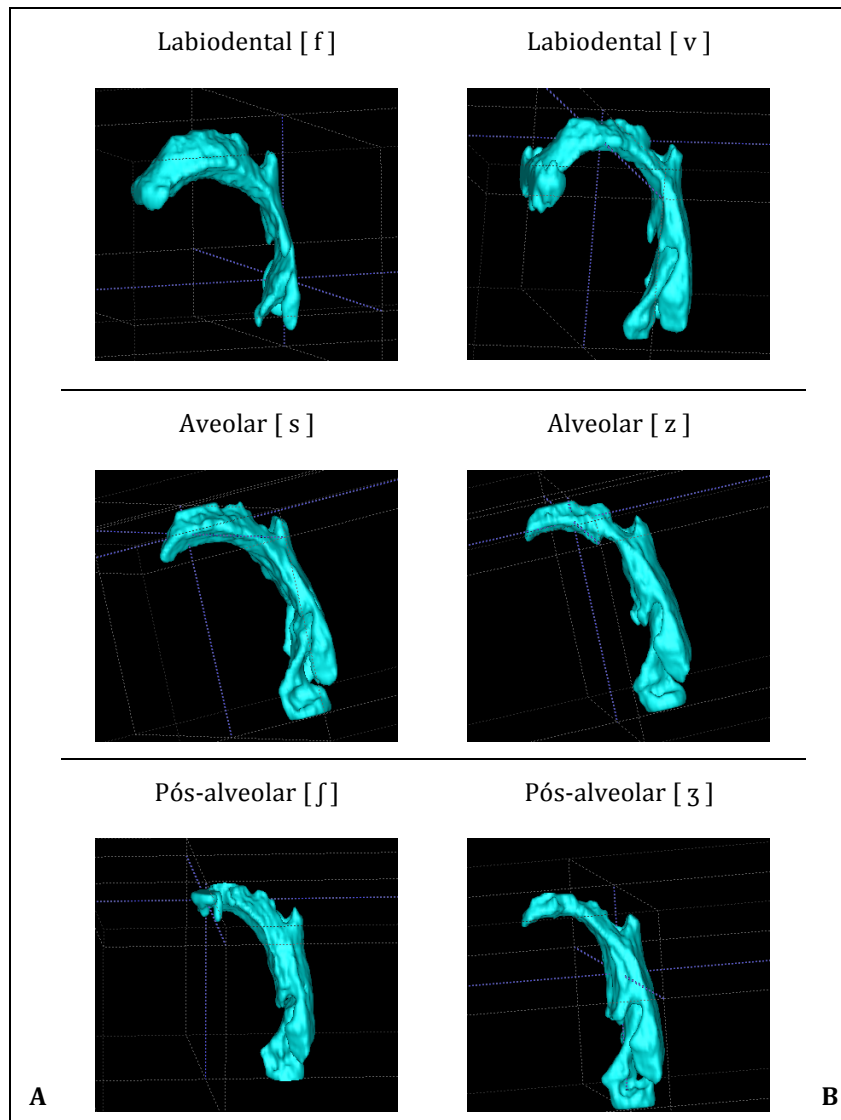 Labiodental [ f ] Labiodental [ v ]
Aveolar [ s ] Alveolar [ z ]
Pós-alveolar [ʃ] Pós-alveolar [ ʒ ]
A B